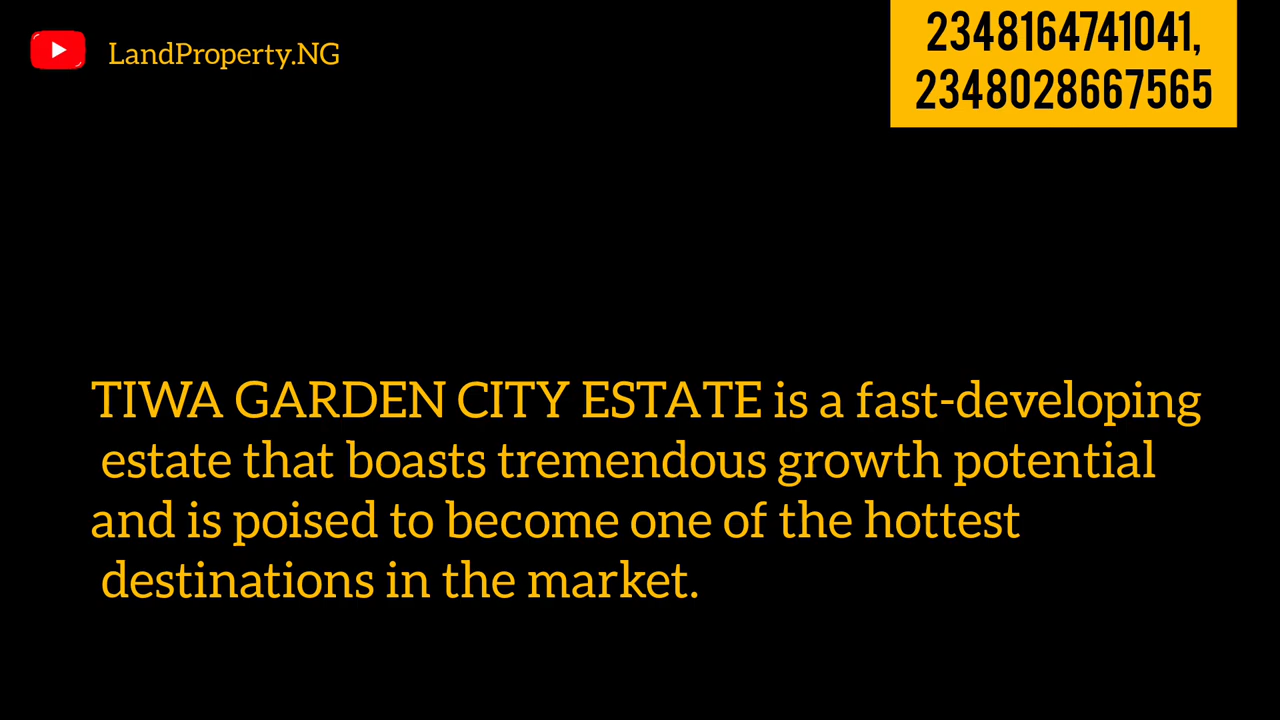 LandProperty.NG
2348164741041,
2348028667565
TIWA GARDEN CITY ESTATE is a fast-developing
estate that boasts tremendous growth potential
and is poised to become one of the hottest
destinations in the market.